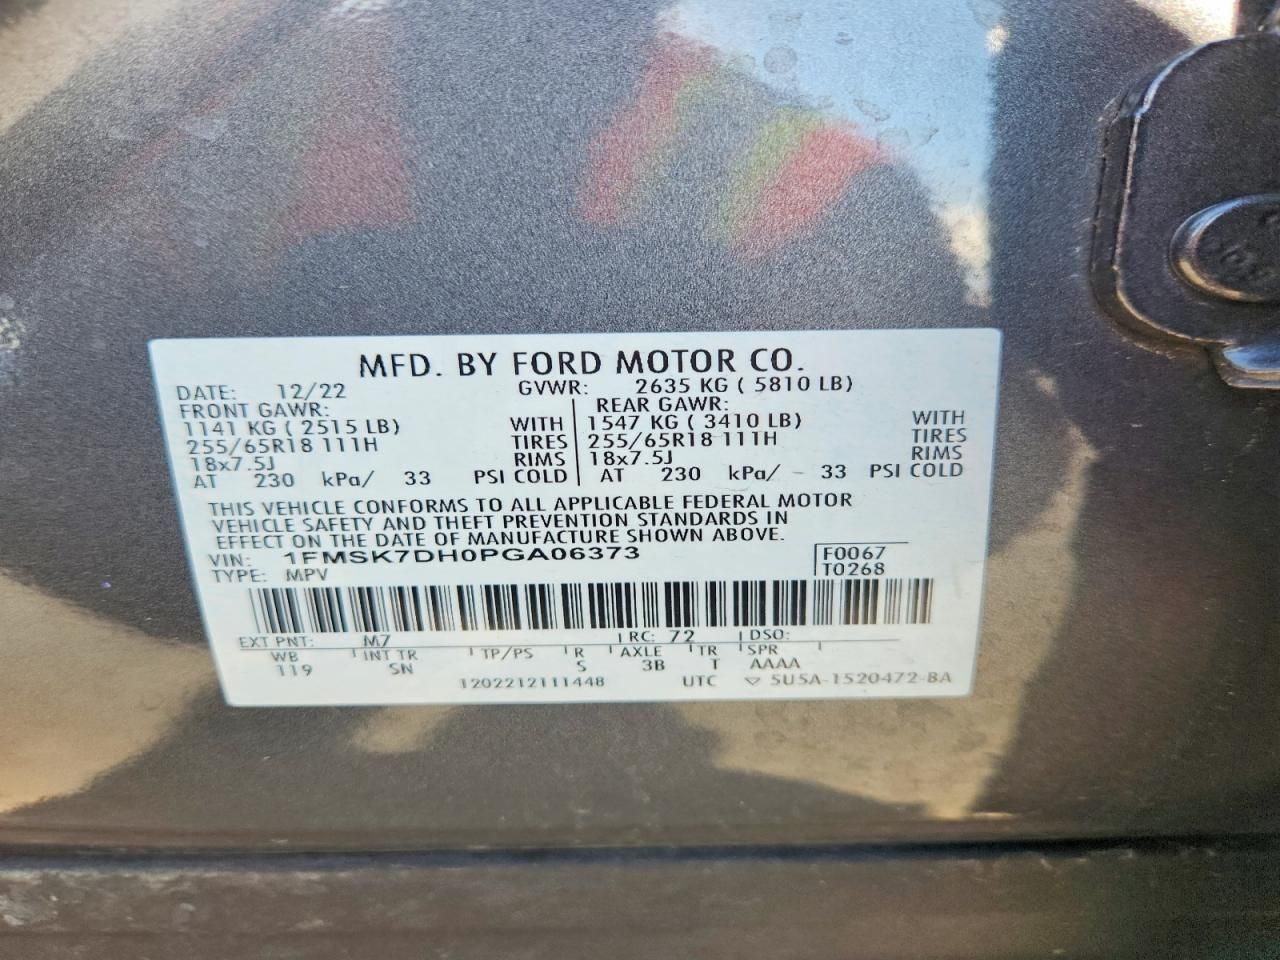 MFD. BY FORD MOTOR CO.
DATE: 12/22 GVWR: 2635 KG ( 5810 LB)
FRONT GAWR: REAR GAWR:
1141 KG ( 2515 LB) WITH 1547 KG ( 3410 LB) WITH
255/65R18 111H TIRES 255/65R18 111H TIRES
18x7.5J RIMS 18x7.5J RIMS
AT 230 kPa/ 33 PSI COLD AT 230 kPa/ 33 PSI COLD
THIS VEHICLE CONFORMS TO ALL APPLICABLE FEDERAL MOTOR
VEHICLE SAFETY AND THEFT PREVENTION STANDARDS IN
EFFECT ON THE DATE OF MANUFACTURE SHOWN ABOVE.
VIN: 1FMSK7DH0PGA06373 F0067
TYPE: MPV T0268
EXT PNT: M7 RC: 72 DSO:
WB INT TR TP/PS R AXLE TR SPR
119 SN S 3B T AAAA
1202212111448 UTC ▽ 5U5A-1520472-BA